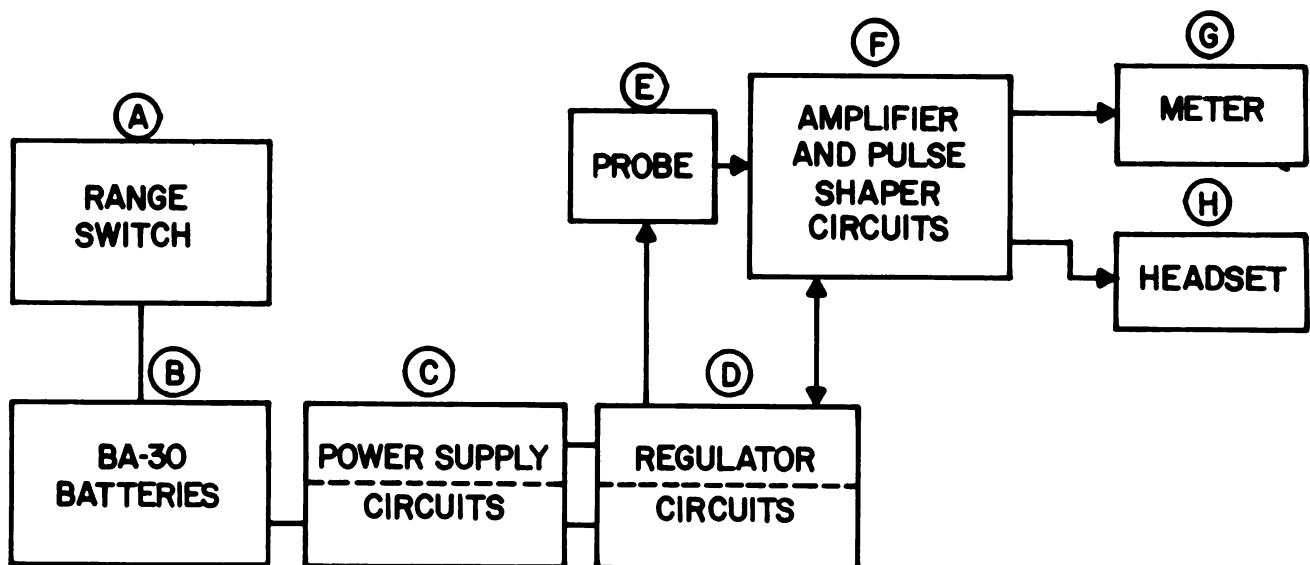 A
RANGE
SWITCH
B
BA-30
BATTERIES
C
POWER SUPPLY
CIRCUITS
D
REGULATOR
CIRCUITS
E
PROBE
F
AMPLIFIER
AND PULSE
SHAPER
CIRCUITS
G
METER
H
HEADSET